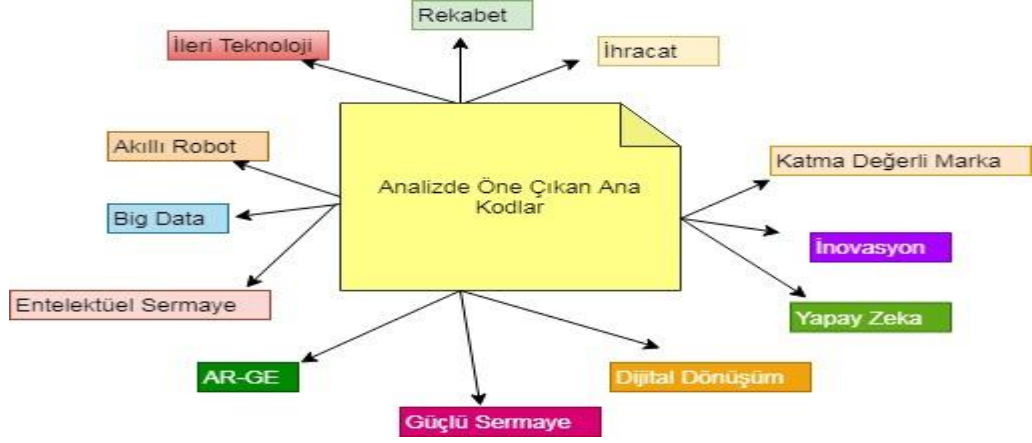 Rekabet
İleri Teknoloji
İhracat
Akıllı Robot
Katma Değerli Marka
Analizde Öne Çıkan Ana
Kodlar
Big Data
İnovasyon
Entelektüel Sermaye
Yapay Zeka
AR-GE
Dijital Dönüşüm
Güçlü Sermaye